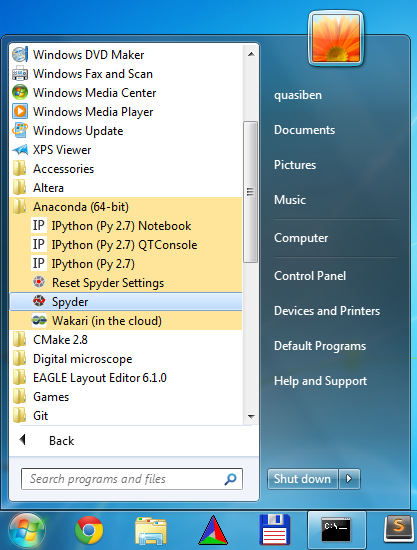 Windows DVD Maker
Windows Fax and Scan
Windows Media Center
Windows Media Player
Windows Update
XPS Viewer
Accessories
Altera
Anaconda (64-bit)
IP IPython (Py 2.7) Notebook
IP IPython (Py 2.7) QTConsole
IP IPython (Py 2.7)
Reset Spyder Settings
Spyder
Wakari (in the cloud)
CMake 2.8
Digital microscope
EAGLE Layout Editor 6.1.0
Games
Git
Back
Search programs and files
quasiben
Documents
Pictures
Music
Computer
Control Panel
Devices and Printers
Default Programs
Help and Support
Shut down
C:\_